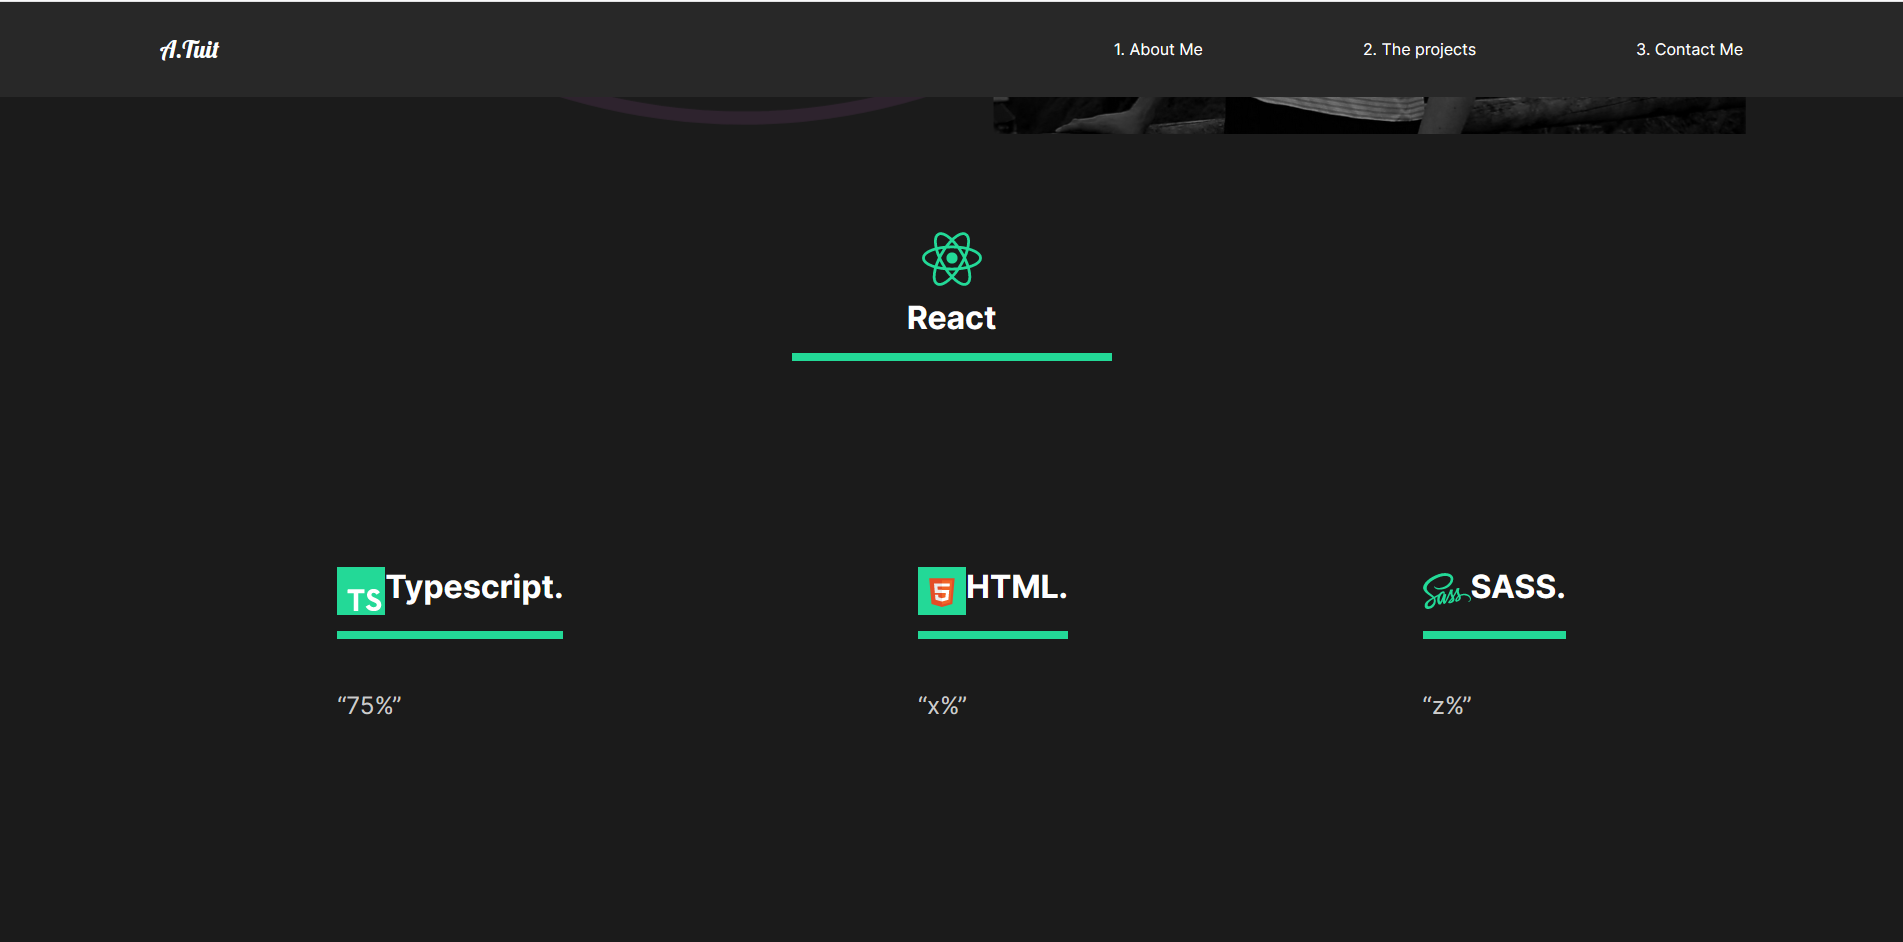 A.Tuit
1. About Me
2. The projects
3. Contact Me
React
TS Typescript.
5 HTML.
Sass SASS.
“75%”
“x%”
“z%”